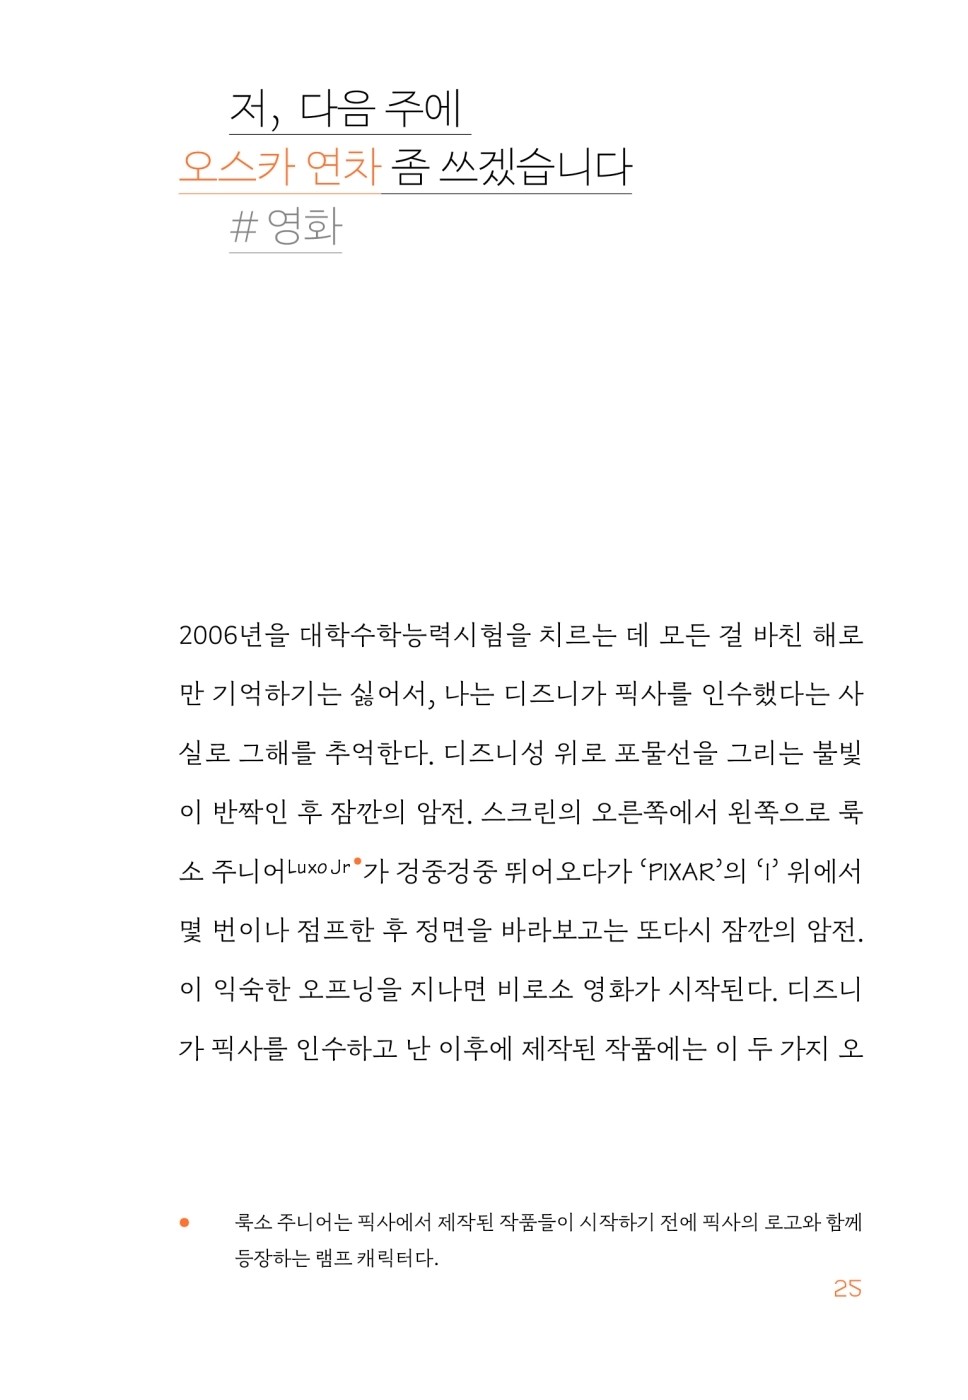 저, 다음 주에
오스카 연차 좀 쓰겠습니다
# 영화
2006년을 대학수학능력시험을 치르는 데 모든 걸 바친 해로
만 기억하기는 싫어서, 나는 디즈니가 픽사를 인수했다는 사
실로 그해를 추억한다. 디즈니성 위로 포물선을 그리는 불빛
이 반짝인 후 잠깐의 암전. 스크린의 오른쪽에서 왼쪽으로 룩
소 주니어Luxo Jr•가 겅중겅중 뛰어오다가 ‘PIXAR’의 ‘I’ 위에서
몇 번이나 점프한 후 정면을 바라보고는 또다시 잠깐의 암전.
이 익숙한 오프닝을 지나면 비로소 영화가 시작된다. 디즈니
가 픽사를 인수하고 난 이후에 제작된 작품에는 이 두 가지 오
• 룩소 주니어는 픽사에서 제작된 작품들이 시작하기 전에 픽사의 로고와 함께
등장하는 램프 캐릭터다.
25